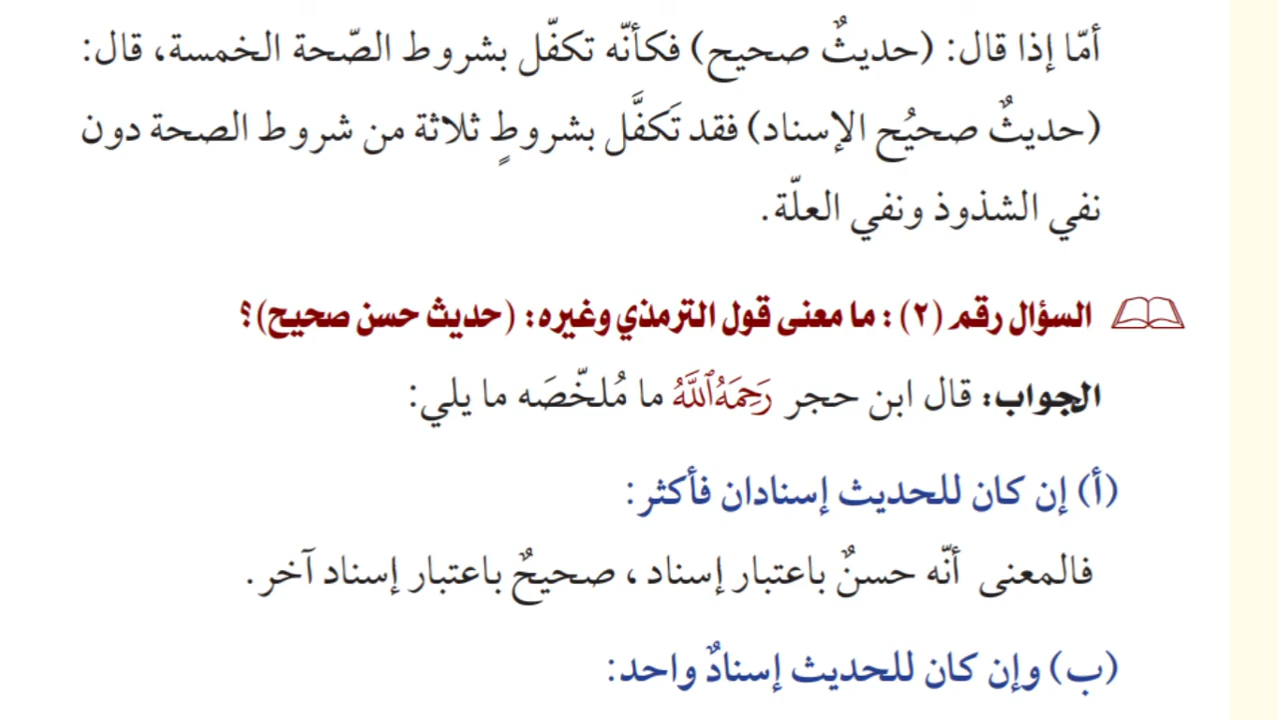 أمّا إذا قال: (حديثٌ صحيح) فكأنّه تكفّل بشروط الصّحة الخمسة، قال:
(حديثٌ صحيُح الإسناد) فقد تَكفَّل بشروطٍ ثلاثة من شروط الصحة دون
نفي الشذوذ ونفي العلّة.
السؤال رقم (٢): ما معنى قول الترمذي وغيره: (حديث حسن صحيح)؟
الجواب: قال ابن حجر رَحِمَهُ ٱللَّهُ ما مُلخّصَه ما يلي:
(أ) إن كان للحديث إسنادان فأكثر:
فالمعنى أنّه حسنٌ باعتبار إسناد، صحيحٌ باعتبار إسناد آخر.
(ب) وإن كان للحديث إسنادٌ واحد: